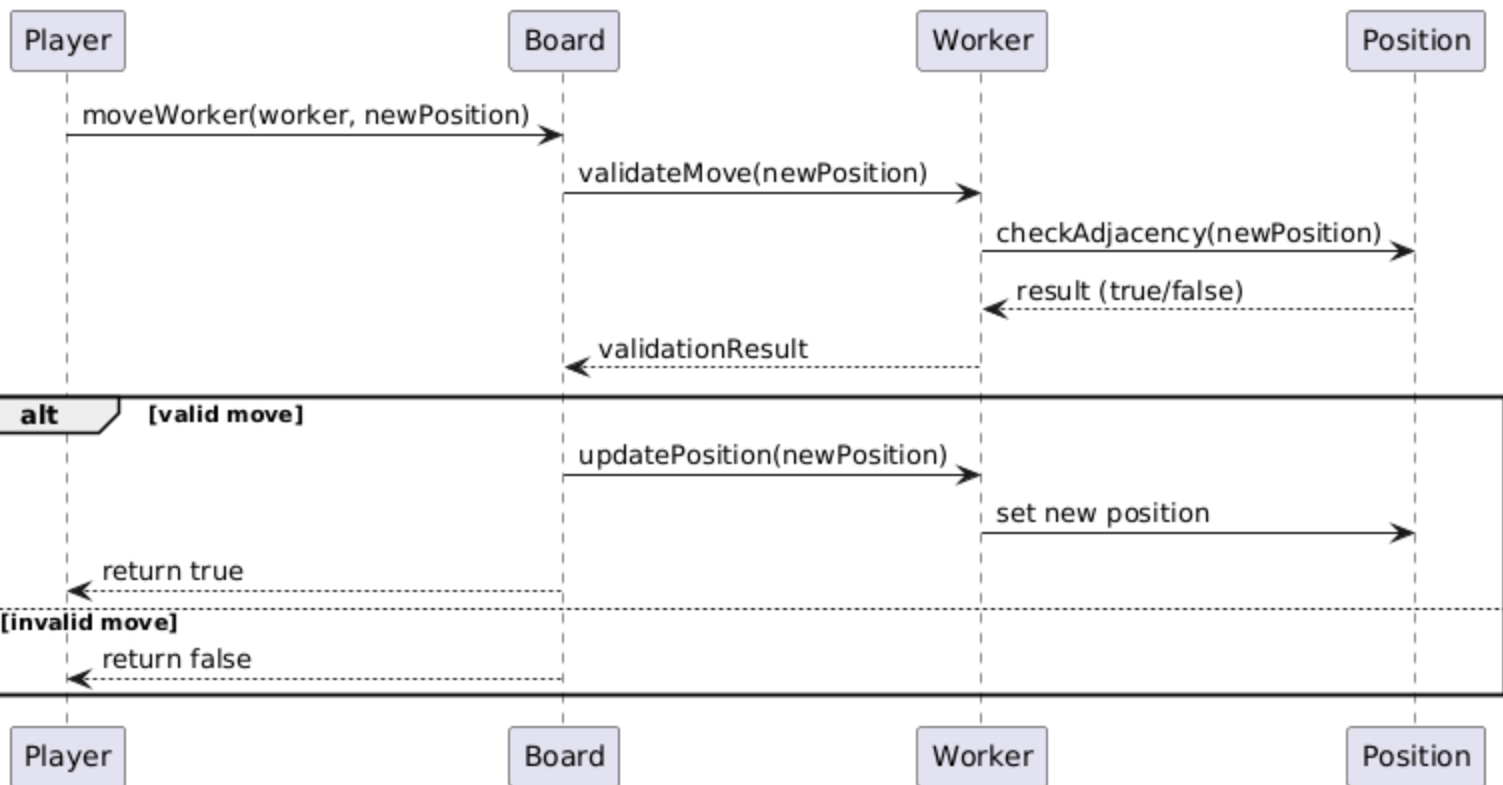 Player Board Worker Position
moveWorker(worker, newPosition)
validateMove(newPosition)
checkAdjacency(newPosition)
result (true/false)
validationResult
alt [valid move]
updatePosition(newPosition)
set new position
return true
[invalid move]
return false
Player Board Worker Position